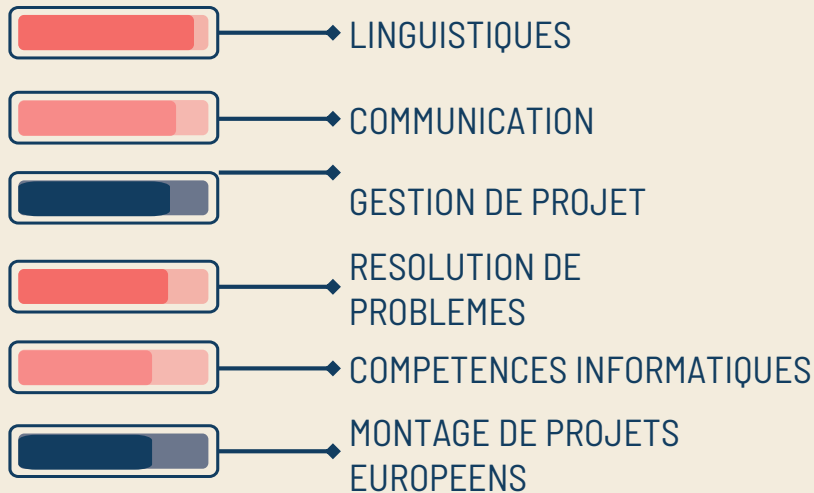 LINGUISTIQUES
COMMUNICATION
GESTION DE PROJET
RESOLUTION DE
PROBLEMES
COMPETENCES INFORMATIQUES
MONTAGE DE PROJETS
EUROPEENS